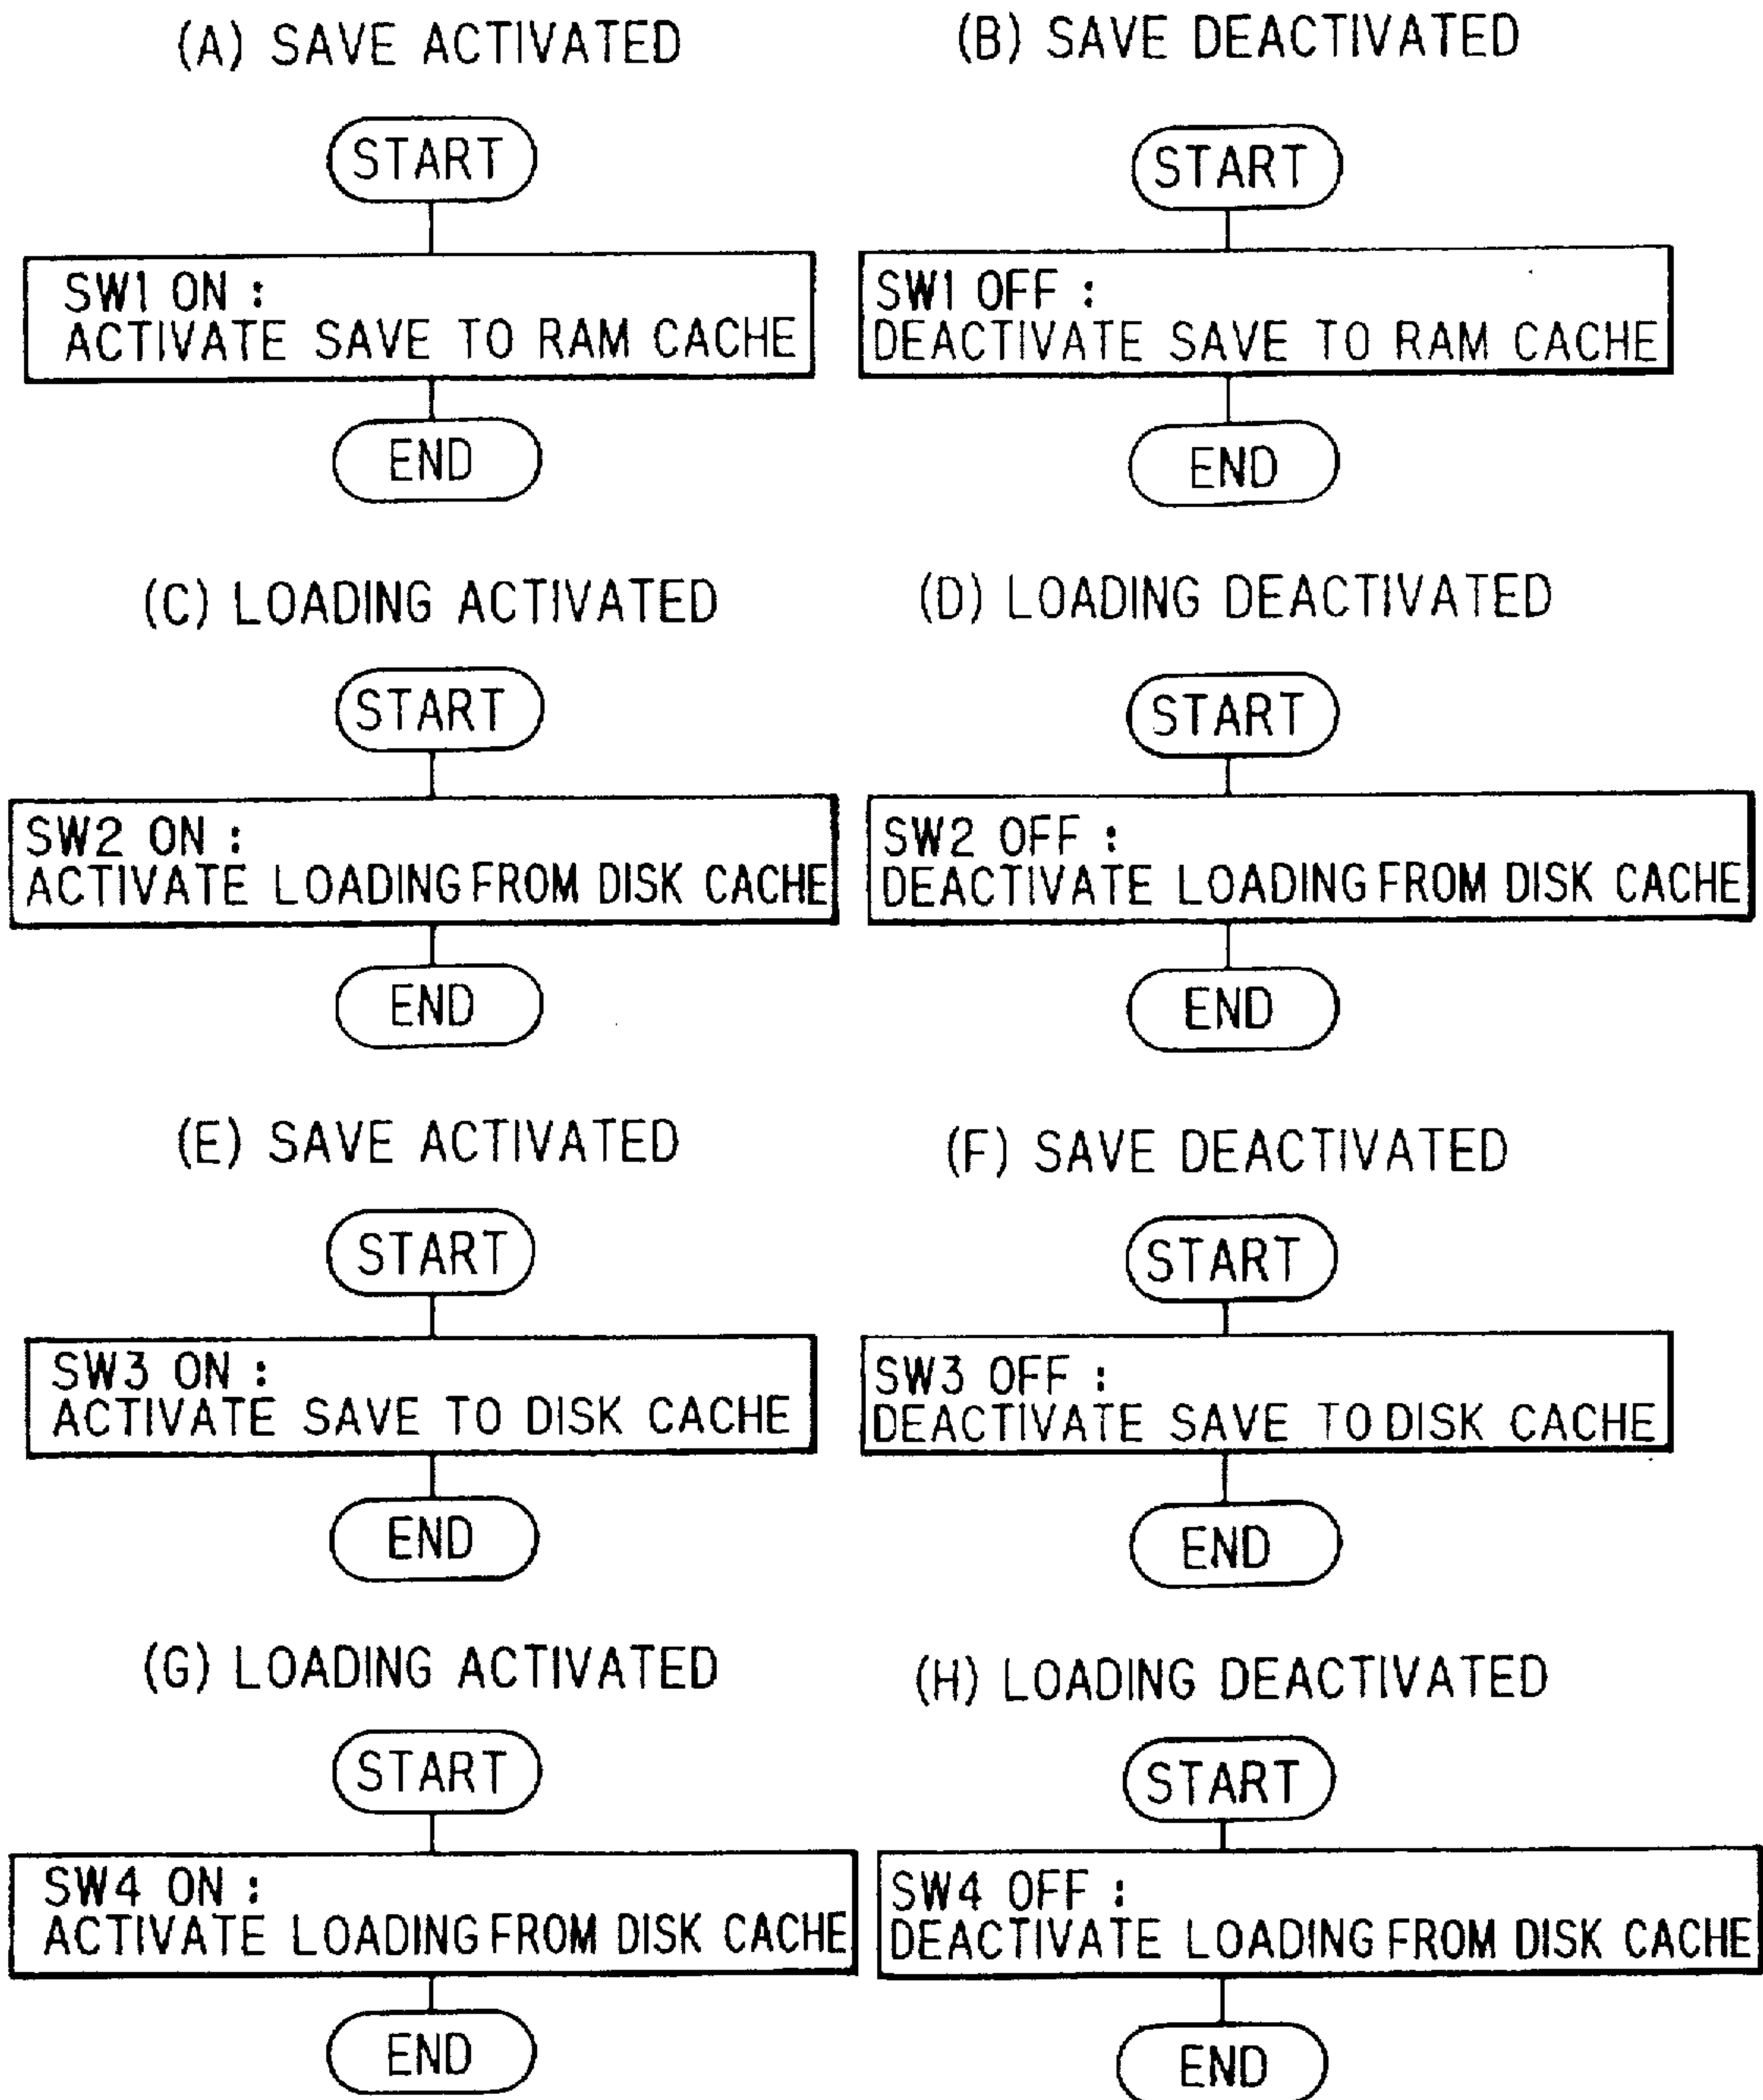 (A) SAVE ACTIVATED
START
SW1 ON :
ACTIVATE SAVE TO RAM CACHE
END
(B) SAVE DEACTIVATED
START
SW1 OFF :
DEACTIVATE SAVE TO RAM CACHE
END
(C) LOADING ACTIVATED
START
SW2 ON :
ACTIVATE LOADING FROM DISK CACHE
END
(D) LOADING DEACTIVATED
START
SW2 OFF :
DEACTIVATE LOADING FROM DISK CACHE
END
(E) SAVE ACTIVATED
START
SW3 ON :
ACTIVATE SAVE TO DISK CACHE
END
(F) SAVE DEACTIVATED
START
SW3 OFF :
DEACTIVATE SAVE TO DISK CACHE
END
(G) LOADING ACTIVATED
START
SW4 ON :
ACTIVATE LOADING FROM DISK CACHE
END
(H) LOADING DEACTIVATED
START
SW4 OFF :
DEACTIVATE LOADING FROM DISK CACHE
END